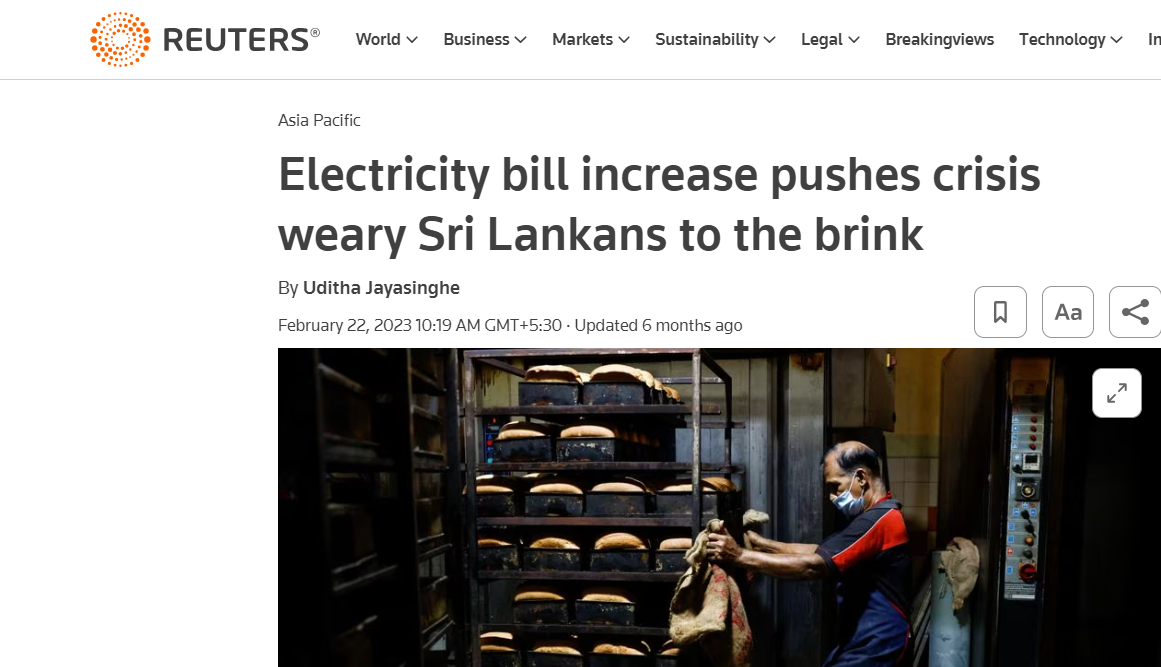 REUTERS®
World Business Markets Sustainability Legal Breakingviews Technology In
Asia Pacific
Electricity bill increase pushes crisis
weary Sri Lankans to the brink
By Uditha Jayasinghe
February 22, 2023 10:19 AM GMT+5:30 · Updated 6 months ago
Aa